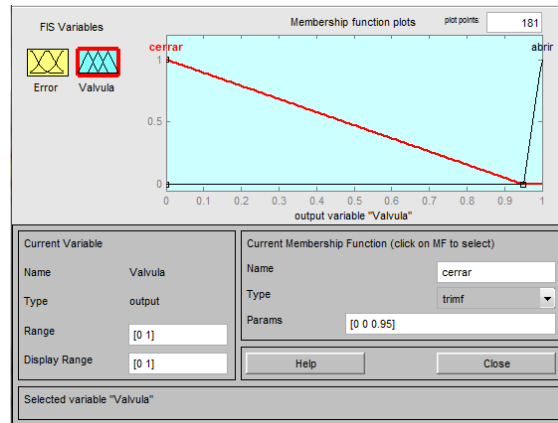 FIS Variables
Membership function plots
plot points:
181
cerrar
abrir
Error
Valvula
1
0.5
0
0 0.1 0.2 0.3 0.4 0.5 0.6 0.7 0.8 0.9 1
output variable "Valvula"
Current Variable
Name Valvula
Type output
Range [0 1]
Display Range [0 1]
Current Membership Function (click on MF to select)
Name cerrar
Type trimf
Params [0 0 0.95]
Help Close
Selected variable "Valvula"